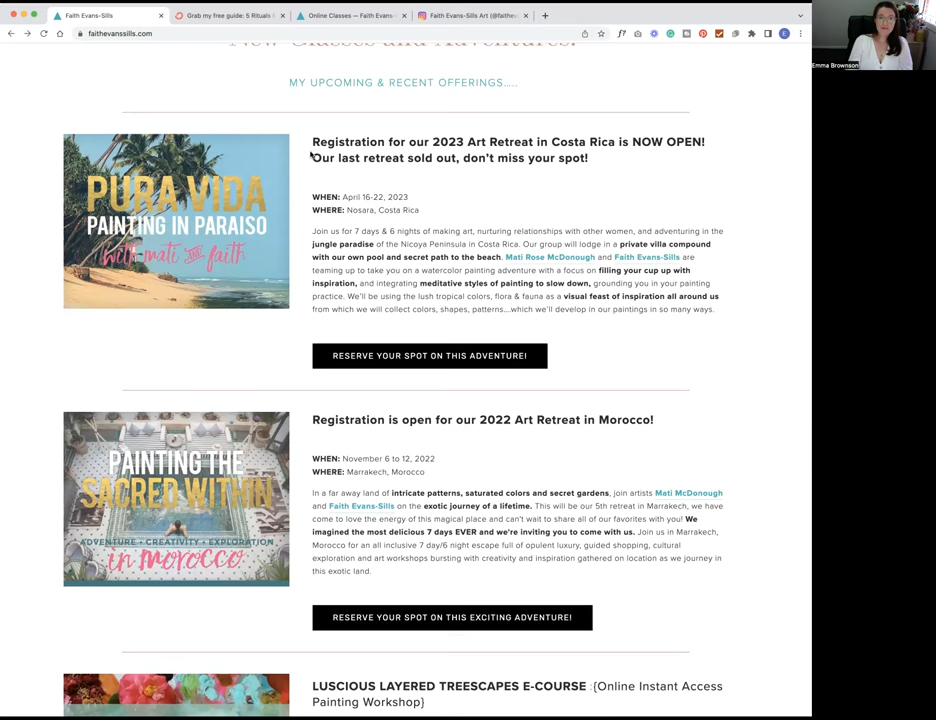 Faith Evans-Sills
Grab my free guide: 5 Rituals
Online Classes — Faith Evans-
Faith Evans-Sills Art (@faithev
faithevanssills.com
New Classes and Adventures!
MY UPCOMING & RECENT OFFERINGS.....
Emma Brownson
PURA VIDA
PAINTING IN PARAISO
with mati AND faith
Registration for our 2023 Art Retreat in Costa Rica is NOW OPEN!
Our last retreat sold out, don't miss your spot!
WHEN: April 16-22, 2023
WHERE: Nosara, Costa Rica
Join us for 7 days & 6 nights of making art, nurturing relationships with other women, and adventuring in the
jungle paradise of the Nicoya Peninsula in Costa Rica. Our group will lodge in a private villa compound
with our own pool and secret path to the beach. Mati Rose McDonough and Faith Evans-Sills are
teaming up to take you on a watercolor painting adventure with a focus on filling your cup up with
inspiration, and integrating meditative styles of painting to slow down, grounding you in your painting
practice. We'll be using the lush tropical colors, flora & fauna as a visual feast of inspiration all around us
from which we will collect colors, shapes, patterns....which we'll develop in our paintings in so many ways.
RESERVE YOUR SPOT ON THIS ADVENTURE!
PAINTING THE
SACRED WITHIN
ADVENTURE + CREATIVITY + EXPLORATION
in morocco
Registration is open for our 2022 Art Retreat in Morocco!
WHEN: November 6 to 12, 2022
WHERE: Marrakech, Morocco
In a far away land of intricate patterns, saturated colors and secret gardens, join artists Mati McDonough
and Faith Evans-Sills on the exotic journey of a lifetime. This will be our 5th retreat in Marrakech, we have
come to love the energy of this magical place and can't wait to share all of our favorites with you! We
imagined the most delicious 7 days EVER and we're inviting you to come with us. Join us in Marrakech,
Morocco for an all inclusive 7 day/6 night escape full of opulent luxury, guided shopping, cultural
exploration and art workshops bursting with creativity and inspiration gathered on location as we journey in
this exotic land.
RESERVE YOUR SPOT ON THIS EXCITING ADVENTURE!
LUSCIOUS LAYERED TREESCAPES E-COURSE :{Online Instant Access
Painting Workshop}